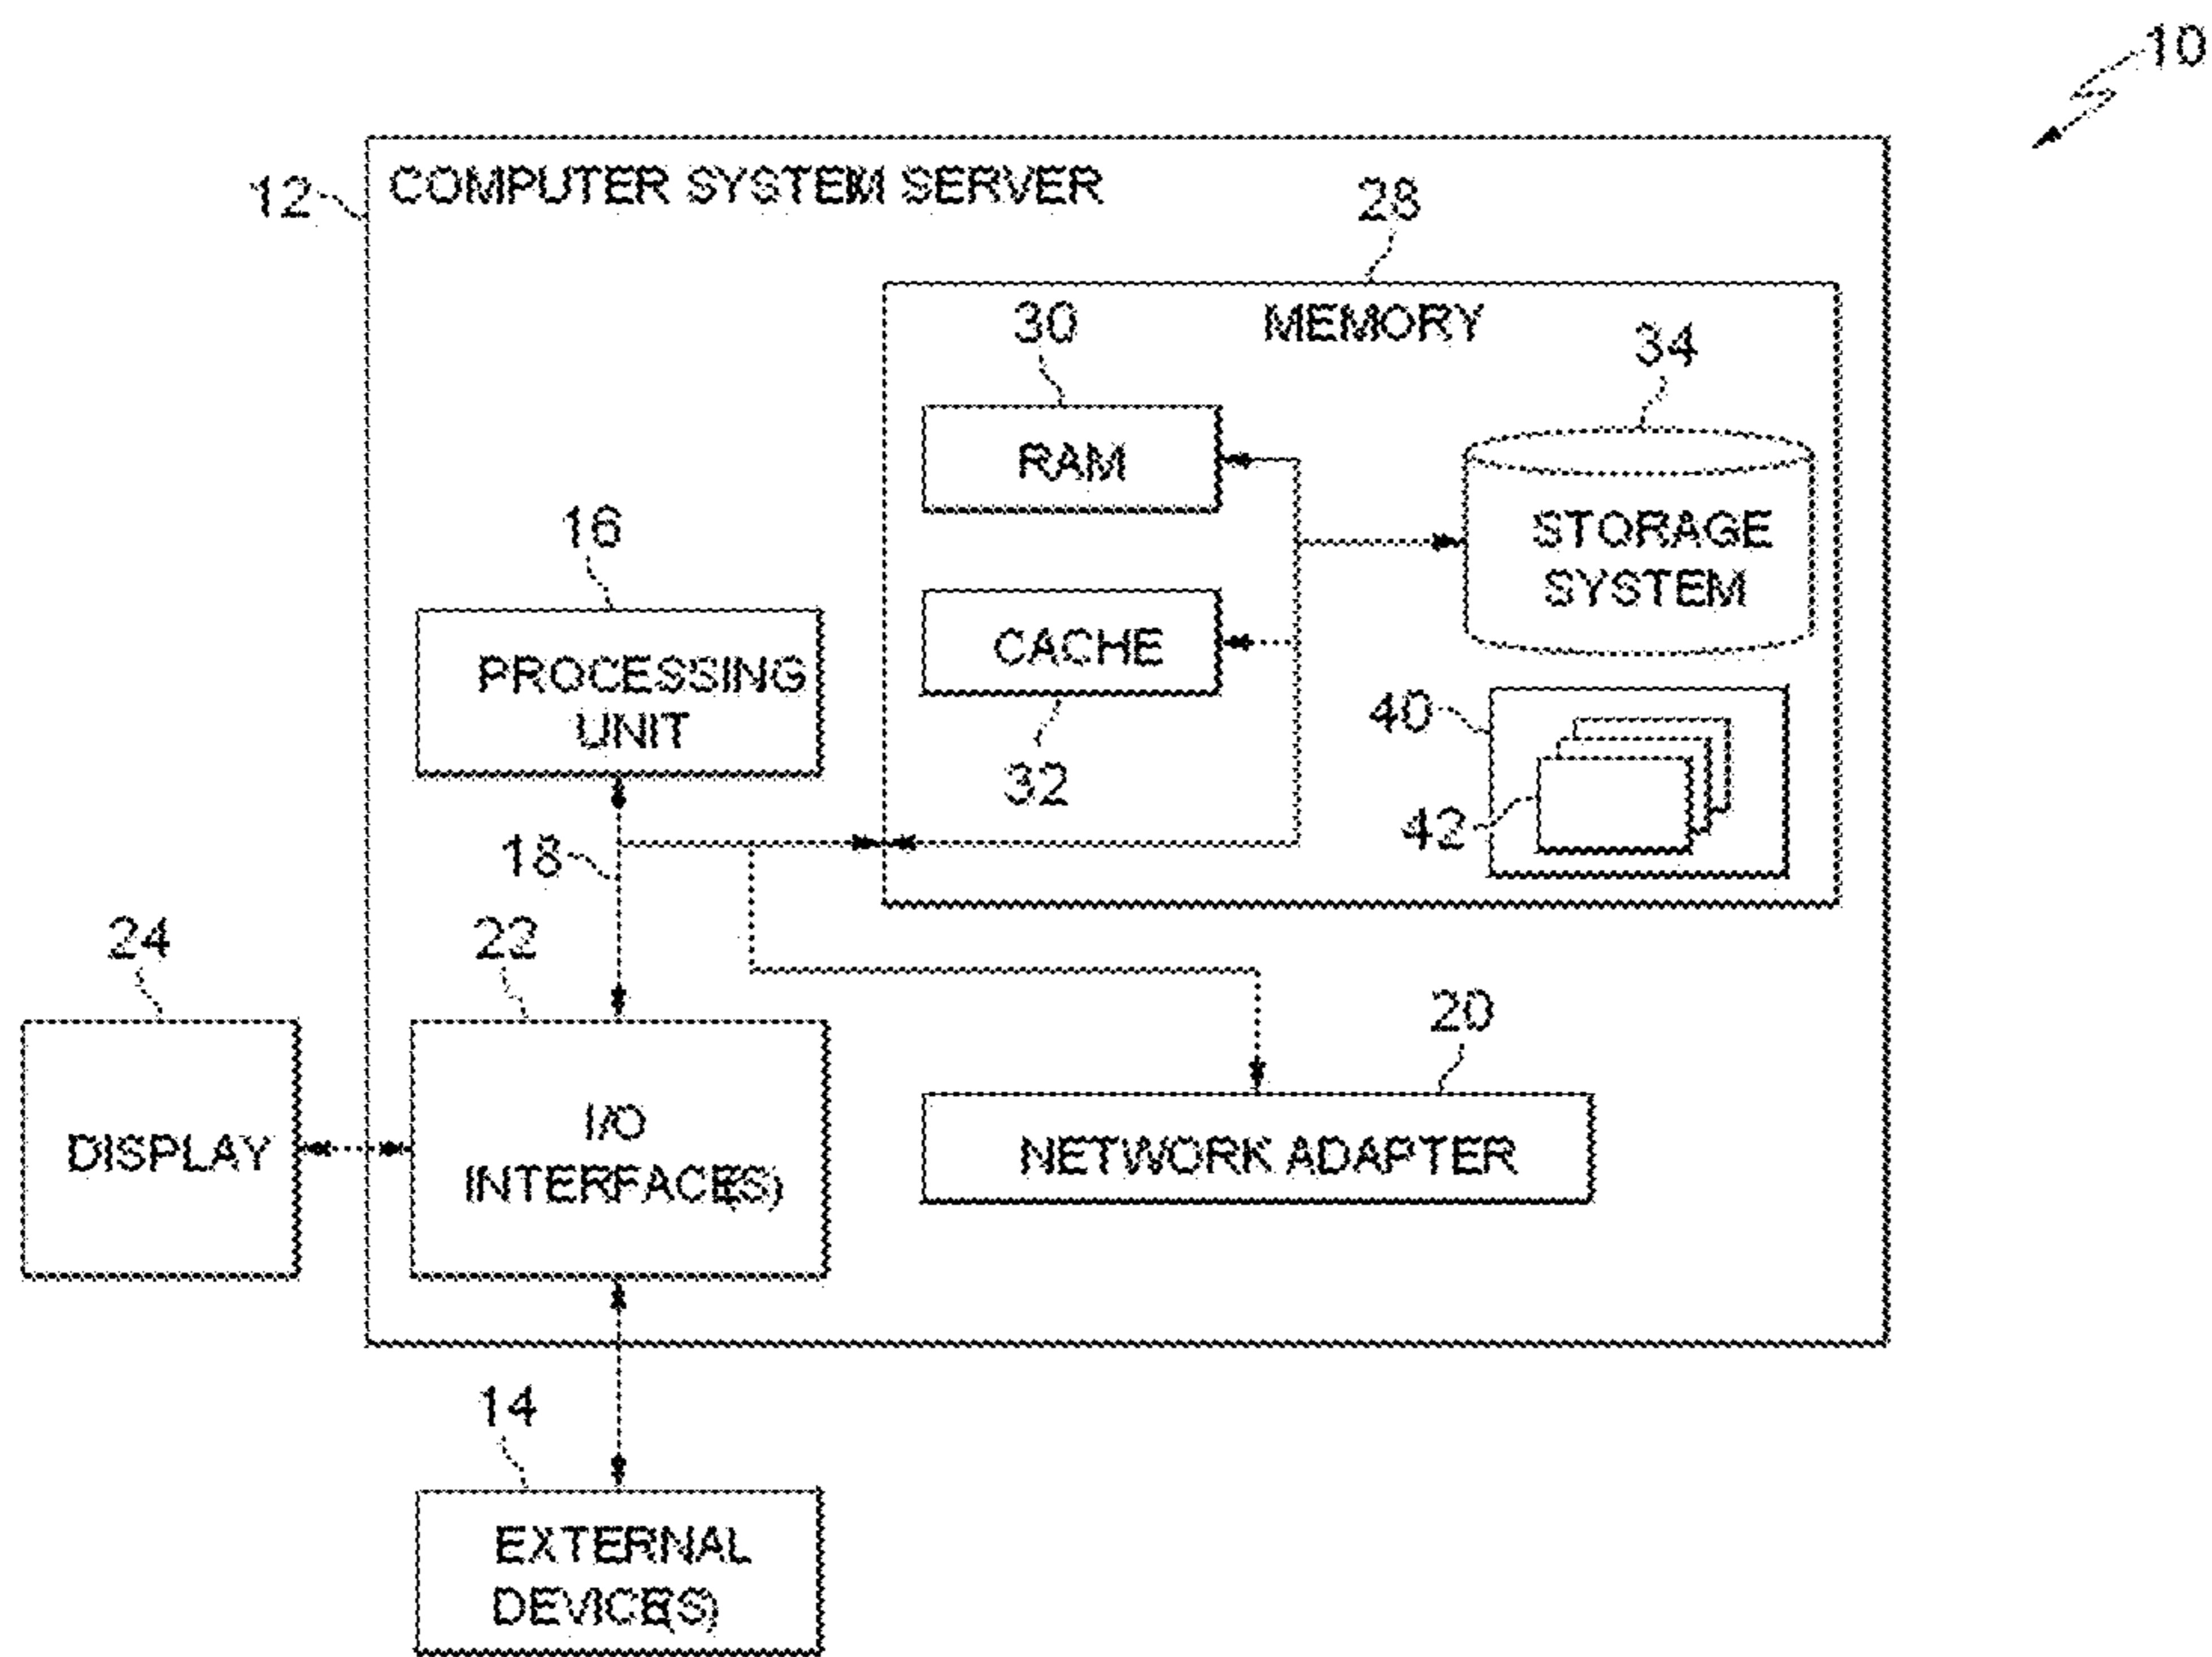 10
12
COMPUTER SYSTEM SERVER
28
MEMORY
30
34
RAM
STORAGE
SYSTEM
16
PROCESSING
UNIT
CACHE
32
40
42
18
24
22
20
DISPLAY
I/O
INTERFACE(S)
NETWORK ADAPTER
14
EXTERNAL
DEVICE(S)